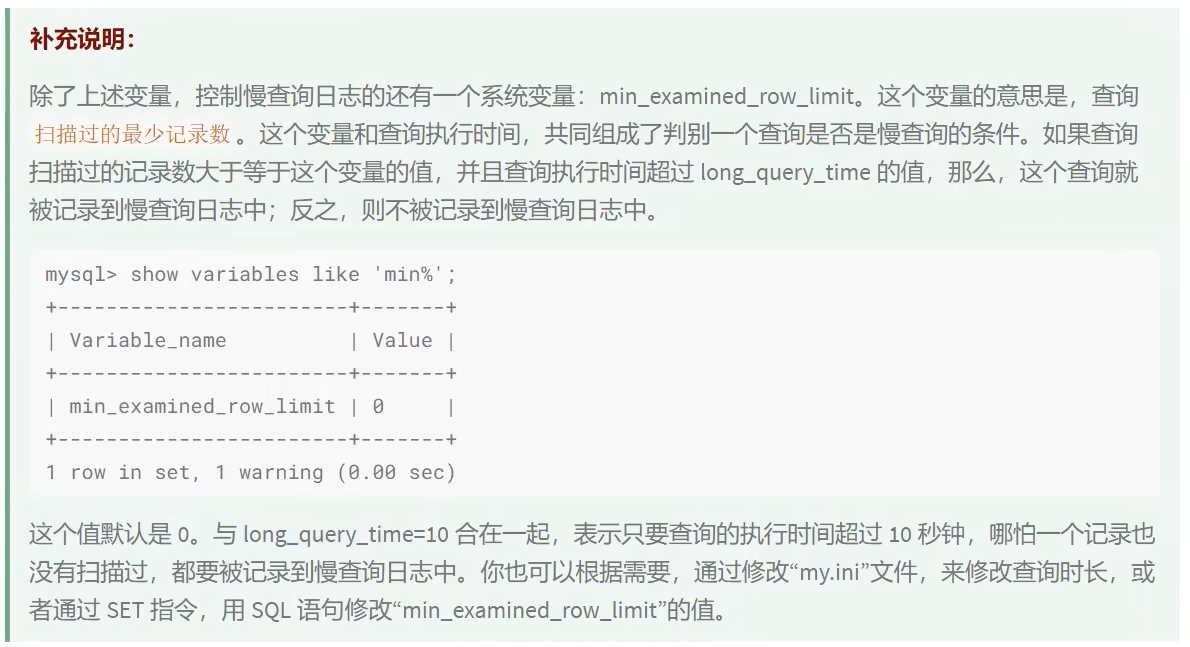 补充说明：
除了上述变量，控制慢查询日志的还有一个系统变量：min_examined_row_limit。这个变量的意思是，查询
扫描过的最少记录数。这个变量和查询执行时间，共同组成了判别一个查询是否是慢查询的条件。如果查询
扫描过的记录数大于等于这个变量的值，并且查询执行时间超过 long_query_time 的值，那么，这个查询就
被记录到慢查询日志中；反之，则不被记录到慢查询日志中。
mysql> show variables like 'min%';
+------------------------+-------+
| Variable_name          | Value |
+------------------------+-------+
| min_examined_row_limit | 0     |
+------------------------+-------+
1 row in set, 1 warning (0.00 sec)
这个值默认是 0。与 long_query_time=10 合在一起，表示只要查询的执行时间超过 10 秒钟，哪怕一个记录也
没有扫描过，都要被记录到慢查询日志中。你也可以根据需要，通过修改“my.ini”文件，来修改查询时长，或
者通过 SET 指令，用 SQL 语句修改“min_examined_row_limit”的值。